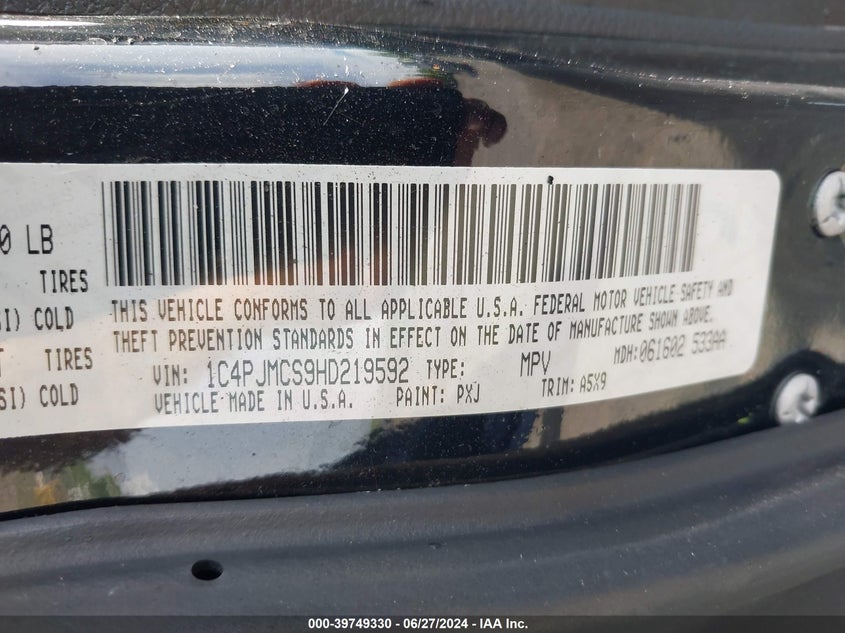 0 LB
TIRES
SI) COLD
TIRES
SI) COLD
THIS VEHICLE CONFORMS TO ALL APPLICABLE U.S.A. FEDERAL MOTOR VEHICLE SAFETY AND
THEFT PREVENTION STANDARDS IN EFFECT ON THE DATE OF MANUFACTURE SHOWN ABOVE.
VIN: 1C4PJMCS9HD219592 TYPE: MPV MDH:061602 533AA
VEHICLE MADE IN U.S.A. PAINT: PXJ TRIM: A5X9
000-39749330 - 06/27/2024 - IAA Inc.